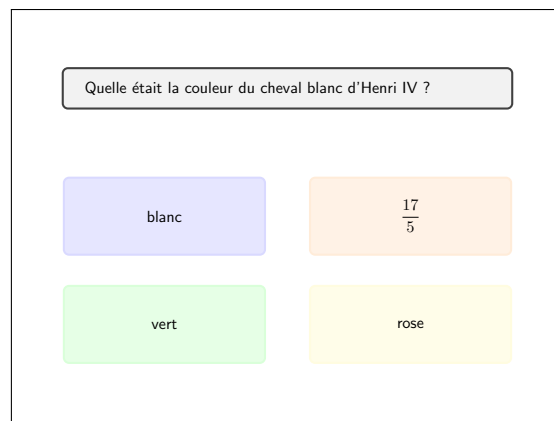 Quelle était la couleur du cheval blanc d'Henri IV ?
blanc
17/5
vert
rose